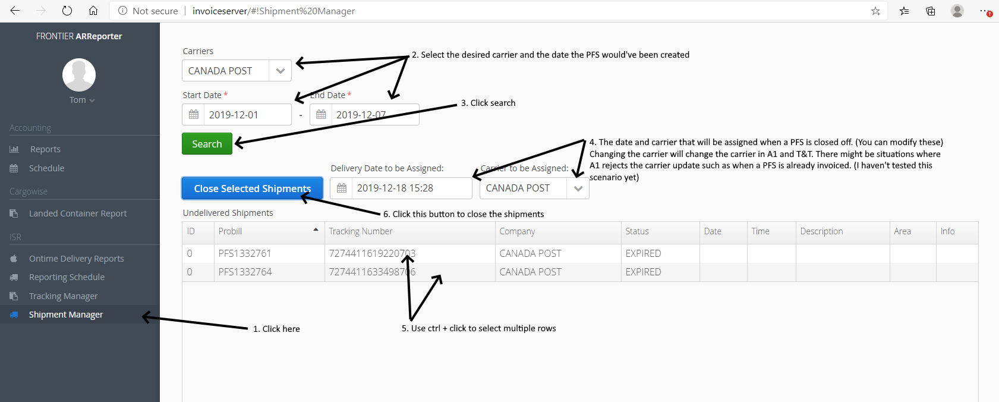 Not secure | invoiceserver/#!Shipment%20Manager
FRONTIER ARReporter
Tom
Accounting
Reports
Schedule
Cargowise
Landed Container Report
ISR
Ontime Delivery Reports
Reporting Schedule
Tracking Manager
Shipment Manager
1. Click here
Carriers
CANADA POST
2. Select the desired carrier and the date the PFS would've been created
Start Date *
End Date *
2019-12-01 - 2019-12-07
3. Click search
Search
4. The date and carrier that will be assigned when a PFS is closed off. (You can modify these)
Changing the carrier will change the carrier in A1 and T&T. There might be situations where
A1 rejects the carrier update such as when a PFS is already invoiced. (I haven't tested this
scenario yet)
Delivery Date to be Assigned:
Carrier to be Assigned:
Close Selected Shipments
2019-12-18 15:28
CANADA POST
6. Click this button to close the shipments
Undelivered Shipments
ID Probill Tracking Number Company Status Date Time Description Area Info
0 PFS1332761 7274411619220703 CANADA POST EXPIRED
0 PFS1332764 7274411633498706 CANADA POST EXPIRED
5. Use ctrl + click to select multiple rows